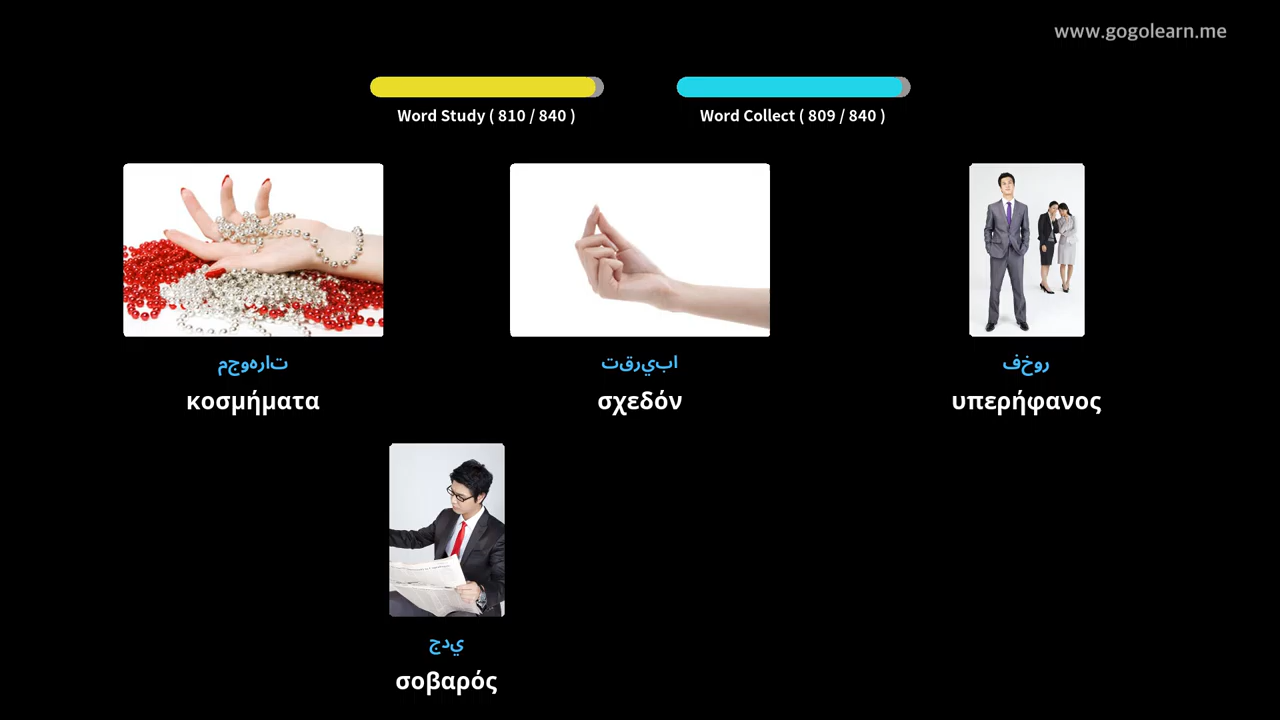 www.gogolearn.me
Word Study ( 810 / 840 )
Word Collect ( 809 / 840 )
مجوهرات
تقريبا
فخور
κοσμήματα
σχεδόν
υπερήφανος
جدي
σοβαρός